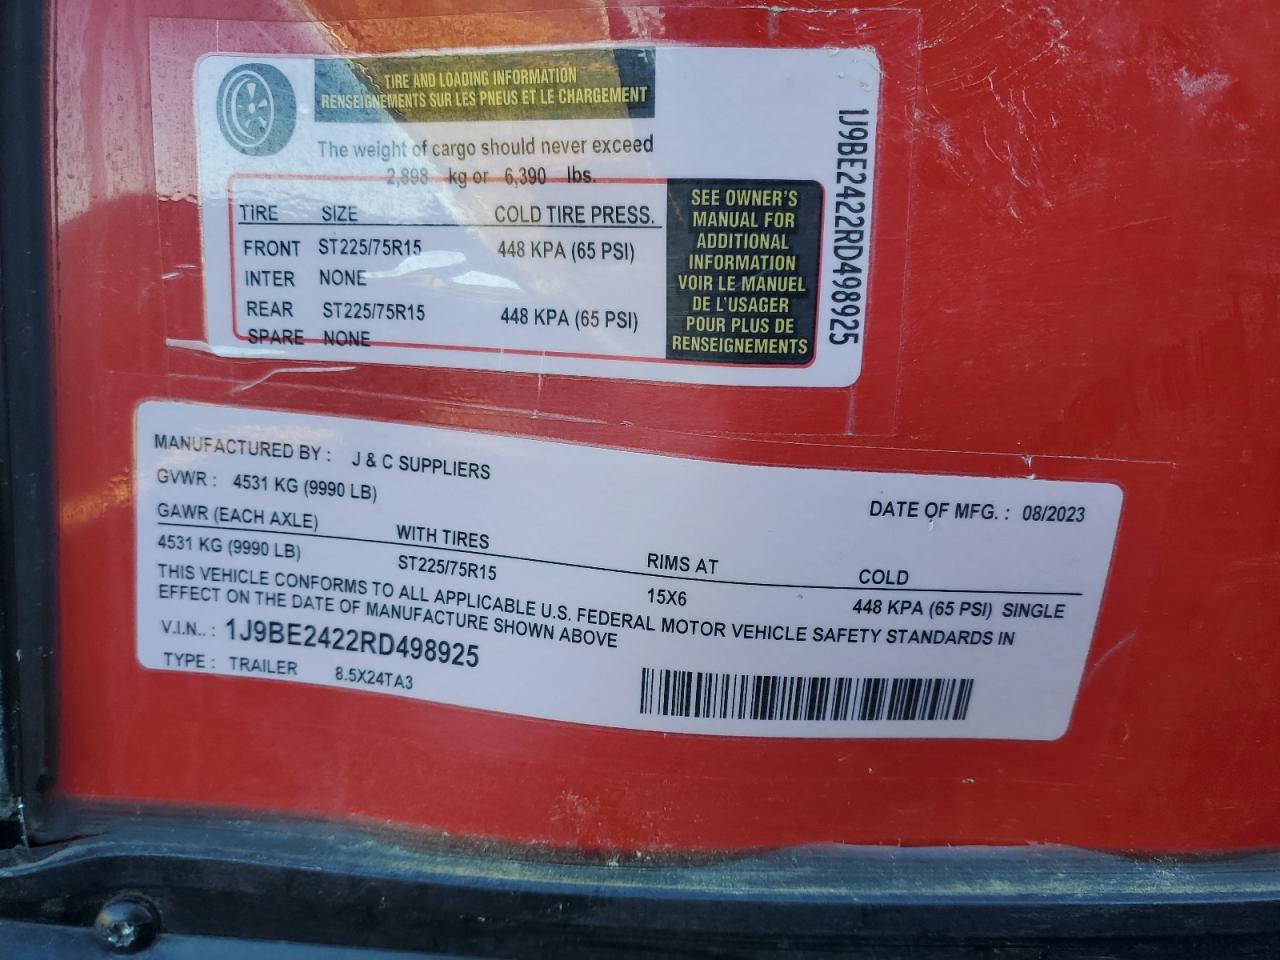 TIRE AND LOADING INFORMATION
RENSEIGNEMENTS SUR LES PNEUS ET LE CHARGEMENT
The weight of cargo should never exceed
2,898 kg or 6,390 lbs.
TIRE SIZE COLD TIRE PRESS.
FRONT ST225/75R15 448 KPA (65 PSI)
INTER NONE
REAR ST225/75R15 448 KPA (65 PSI)
SPARE NONE
SEE OWNER'S
MANUAL FOR
ADDITIONAL
INFORMATION
VOIR LE MANUEL
DE L'USAGER
POUR PLUS DE
RENSEIGNEMENTS
1J9BE2422RD498925
MANUFACTURED BY : J & C SUPPLIERS
GVWR : 4531 KG (9990 LB) DATE OF MFG. : 08/2023
GAWR (EACH AXLE) WITH TIRES RIMS AT COLD
4531 KG (9990 LB) ST225/75R15 15X6 448 KPA (65 PSI) SINGLE
THIS VEHICLE CONFORMS TO ALL APPLICABLE U.S. FEDERAL MOTOR VEHICLE SAFETY STANDARDS IN
EFFECT ON THE DATE OF MANUFACTURE SHOWN ABOVE
V.I.N.. : 1J9BE2422RD498925
TYPE : TRAILER 8.5X24TA3